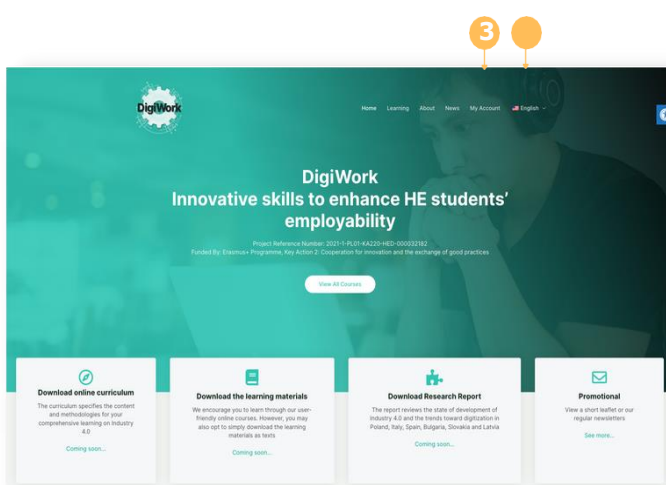 3
DigiWork
Home Learning About News My Account English
DigiWork
Innovative skills to enhance HE students'
employability
Project Reference Number: 2021-1-PL01-KA220-HED-000032182
Funded By: Erasmus+ Programme, Key Action 2: Cooperation for innovation and the exchange of good practices
View All Courses
Download online curriculum
The curriculum specifies the content
and methodologies for your
comprehensive learning on Industry
4.0
Coming soon...
Download the learning materials
We encourage you to learn through our user-
friendly online courses. However, you may
also opt to simply download the learning
materials as texts
Coming soon...
Download Research Report
The report reviews the state of development of
Industry 4.0 and the trends toward digitization in
Poland, Italy, Spain, Bulgaria, Slovakia and Latvia
Coming soon...
Promotional
View a short leaflet or our
regular newsletters
See more...